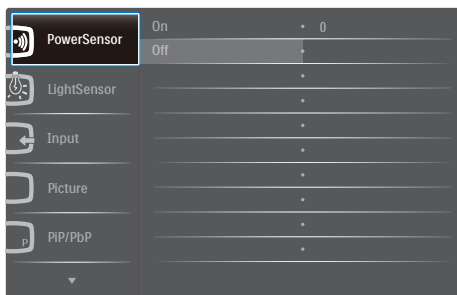 PowerSensor
On • 0
Off •
LightSensor
Input
Picture
P
PiP/PbP